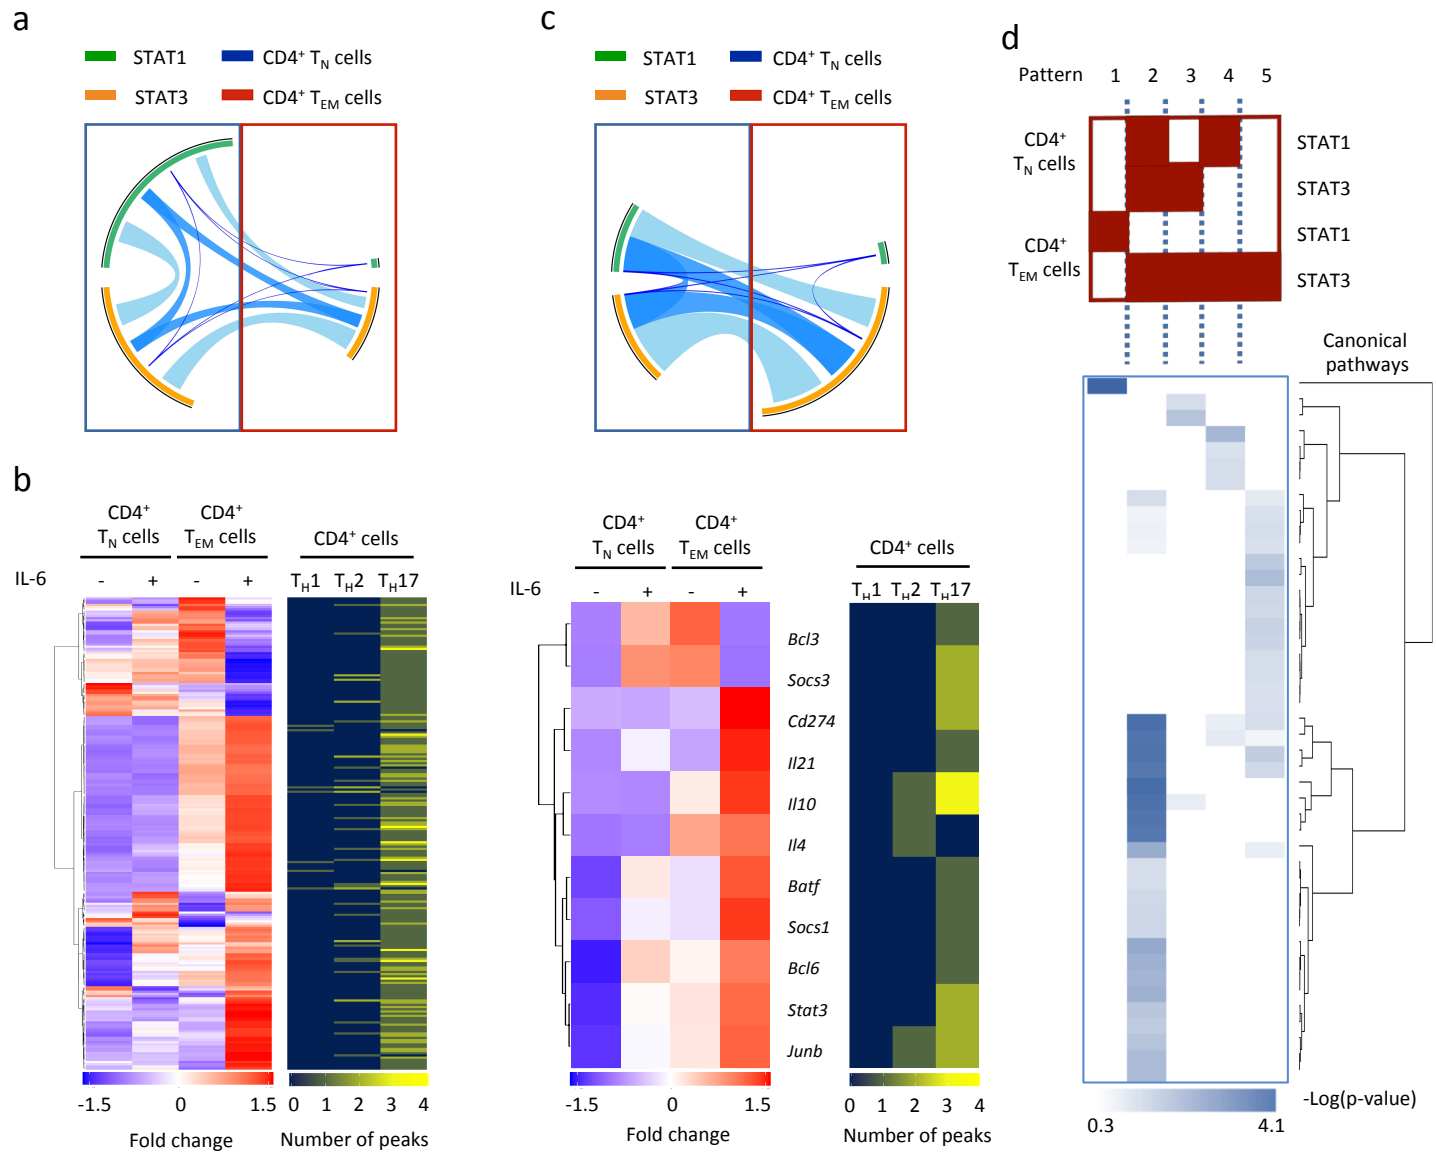 a
STAT1
CD4+ TN cells
STAT3
CD4+ TEM cells
c
STAT1
CD4+ TN cells
STAT3
CD4+ TEM cells
d
Pattern 1 2 3 4 5
CD4+
TN cells
STAT1
STAT3
CD4+
TEM cells
STAT1
STAT3
Canonical
pathways
-Log(p-value)
0.3 4.1
b
CD4+
TN cells
CD4+
TEM cells
CD4+ cells
IL-6 - + - +
TH1 TH2 TH17
-1.5 0 1.5
Fold change
0 1 2 3 4
Number of peaks
CD4+
TN cells
CD4+
TEM cells
CD4+ cells
IL-6 - + - +
TH1 TH2 TH17
Bcl3
Socs3
Cd274
Il21
Il10
Il4
Batf
Socs1
Bcl6
Stat3
Junb
-1.5 0 1.5
Fold change
0 1 2 3 4
Number of peaks